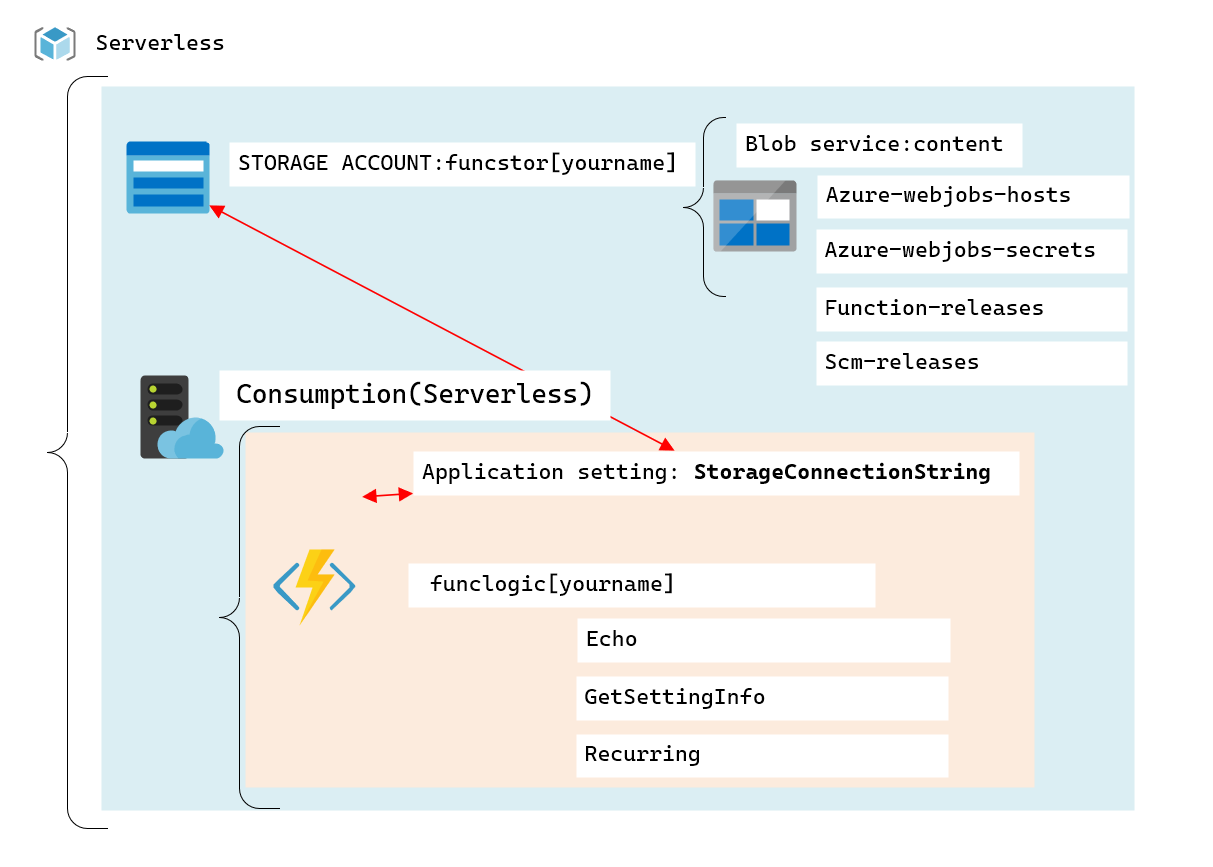 Serverless
STORAGE ACCOUNT:funcstor[yourname]
Blob service:content
Azure-webjobs-hosts
Azure-webjobs-secrets
Function-releases
Scm-releases
Consumption(Serverless)
Application setting: StorageConnectionString
funclogic[yourname]
Echo
GetSettingInfo
Recurring